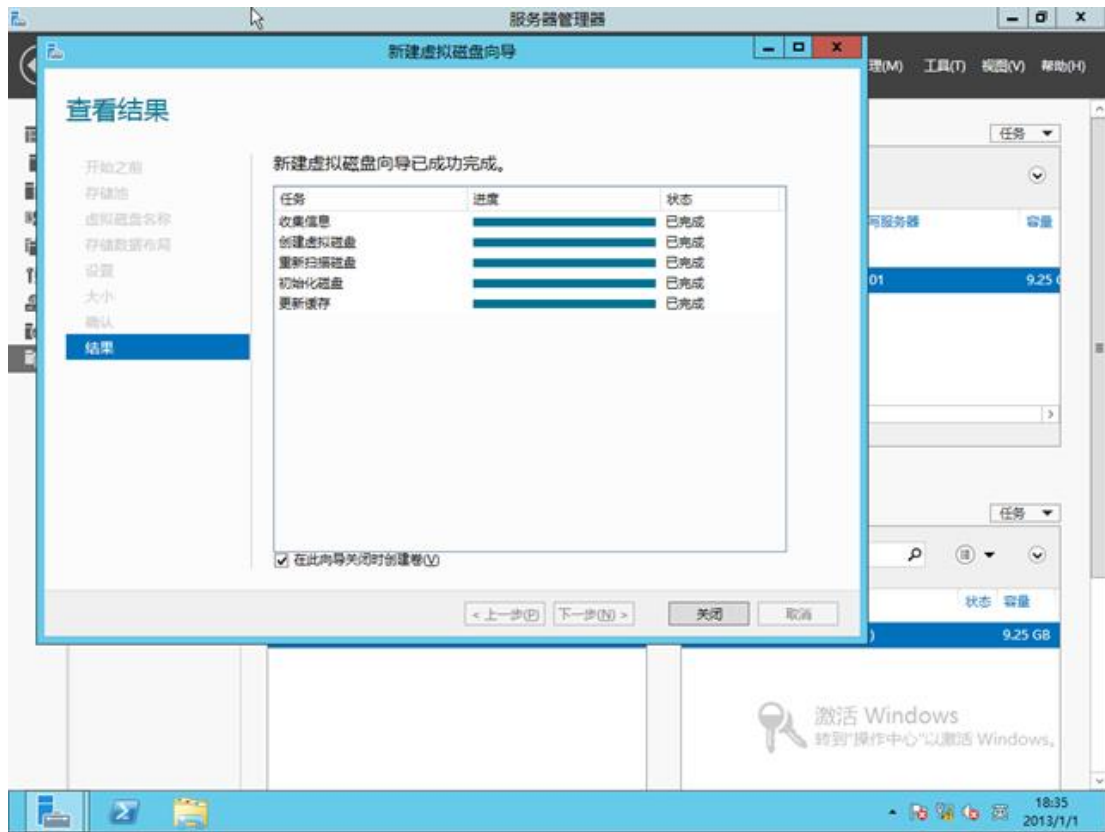 服务器管理器
新建虚拟磁盘向导
理(M) 工具(T) 视图(V) 帮助(H)
查看结果
任务
开始之前
存储池
虚拟磁盘名称
存储数据布局
设置
大小
确认
结果
新建虚拟磁盘向导已成功完成。
任务 进度 状态
收集信息 已完成
创建虚拟磁盘 已完成
重新扫描磁盘 已完成
初始化磁盘 已完成
更新缓存 已完成
写服务器 容量
01 9.25
任务
在此向导关闭时创建卷(V)
状态 容量
< 上一步(P) 下一步(N) > 关闭 取消
) 9.25 GB
激活 Windows
转到"操作中心"以激活 Windows。
英
18:35
2013/1/1